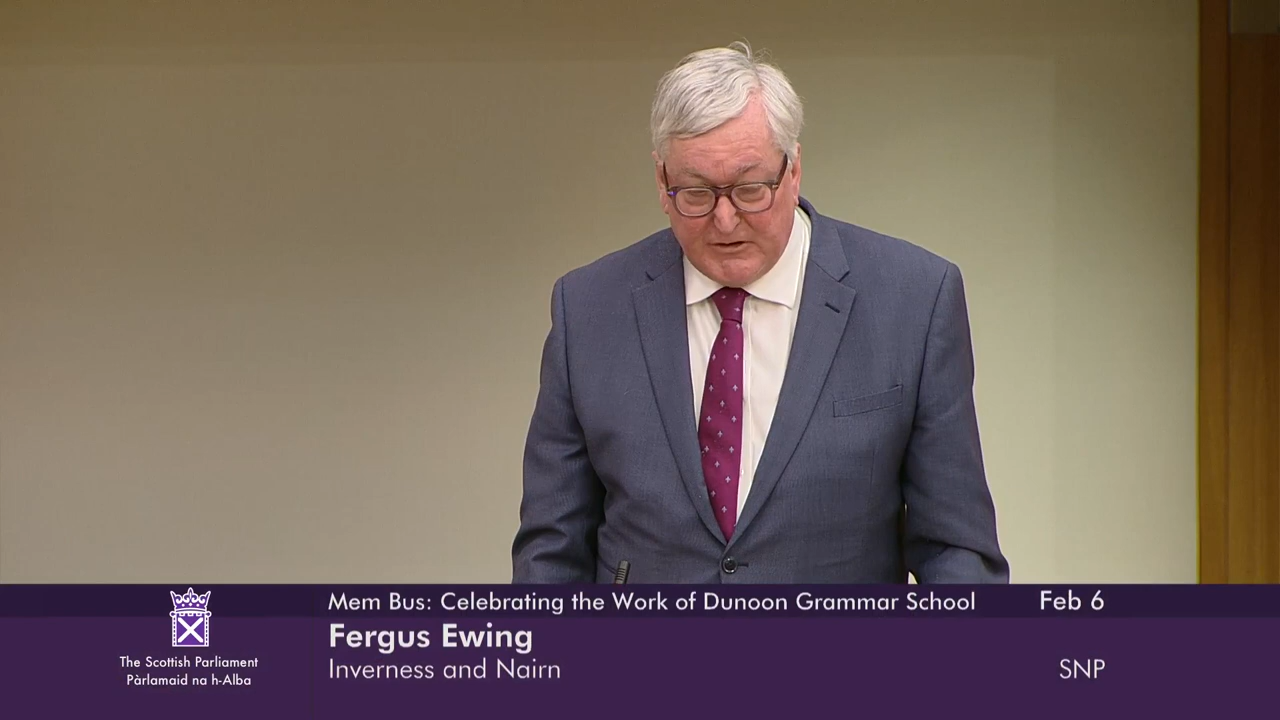 Mem Bus: Celebrating the Work of Dunoon Grammar School Feb 6
Fergus Ewing
Inverness and Nairn SNP
The Scottish Parliament
Pàrlamaid na h-Alba